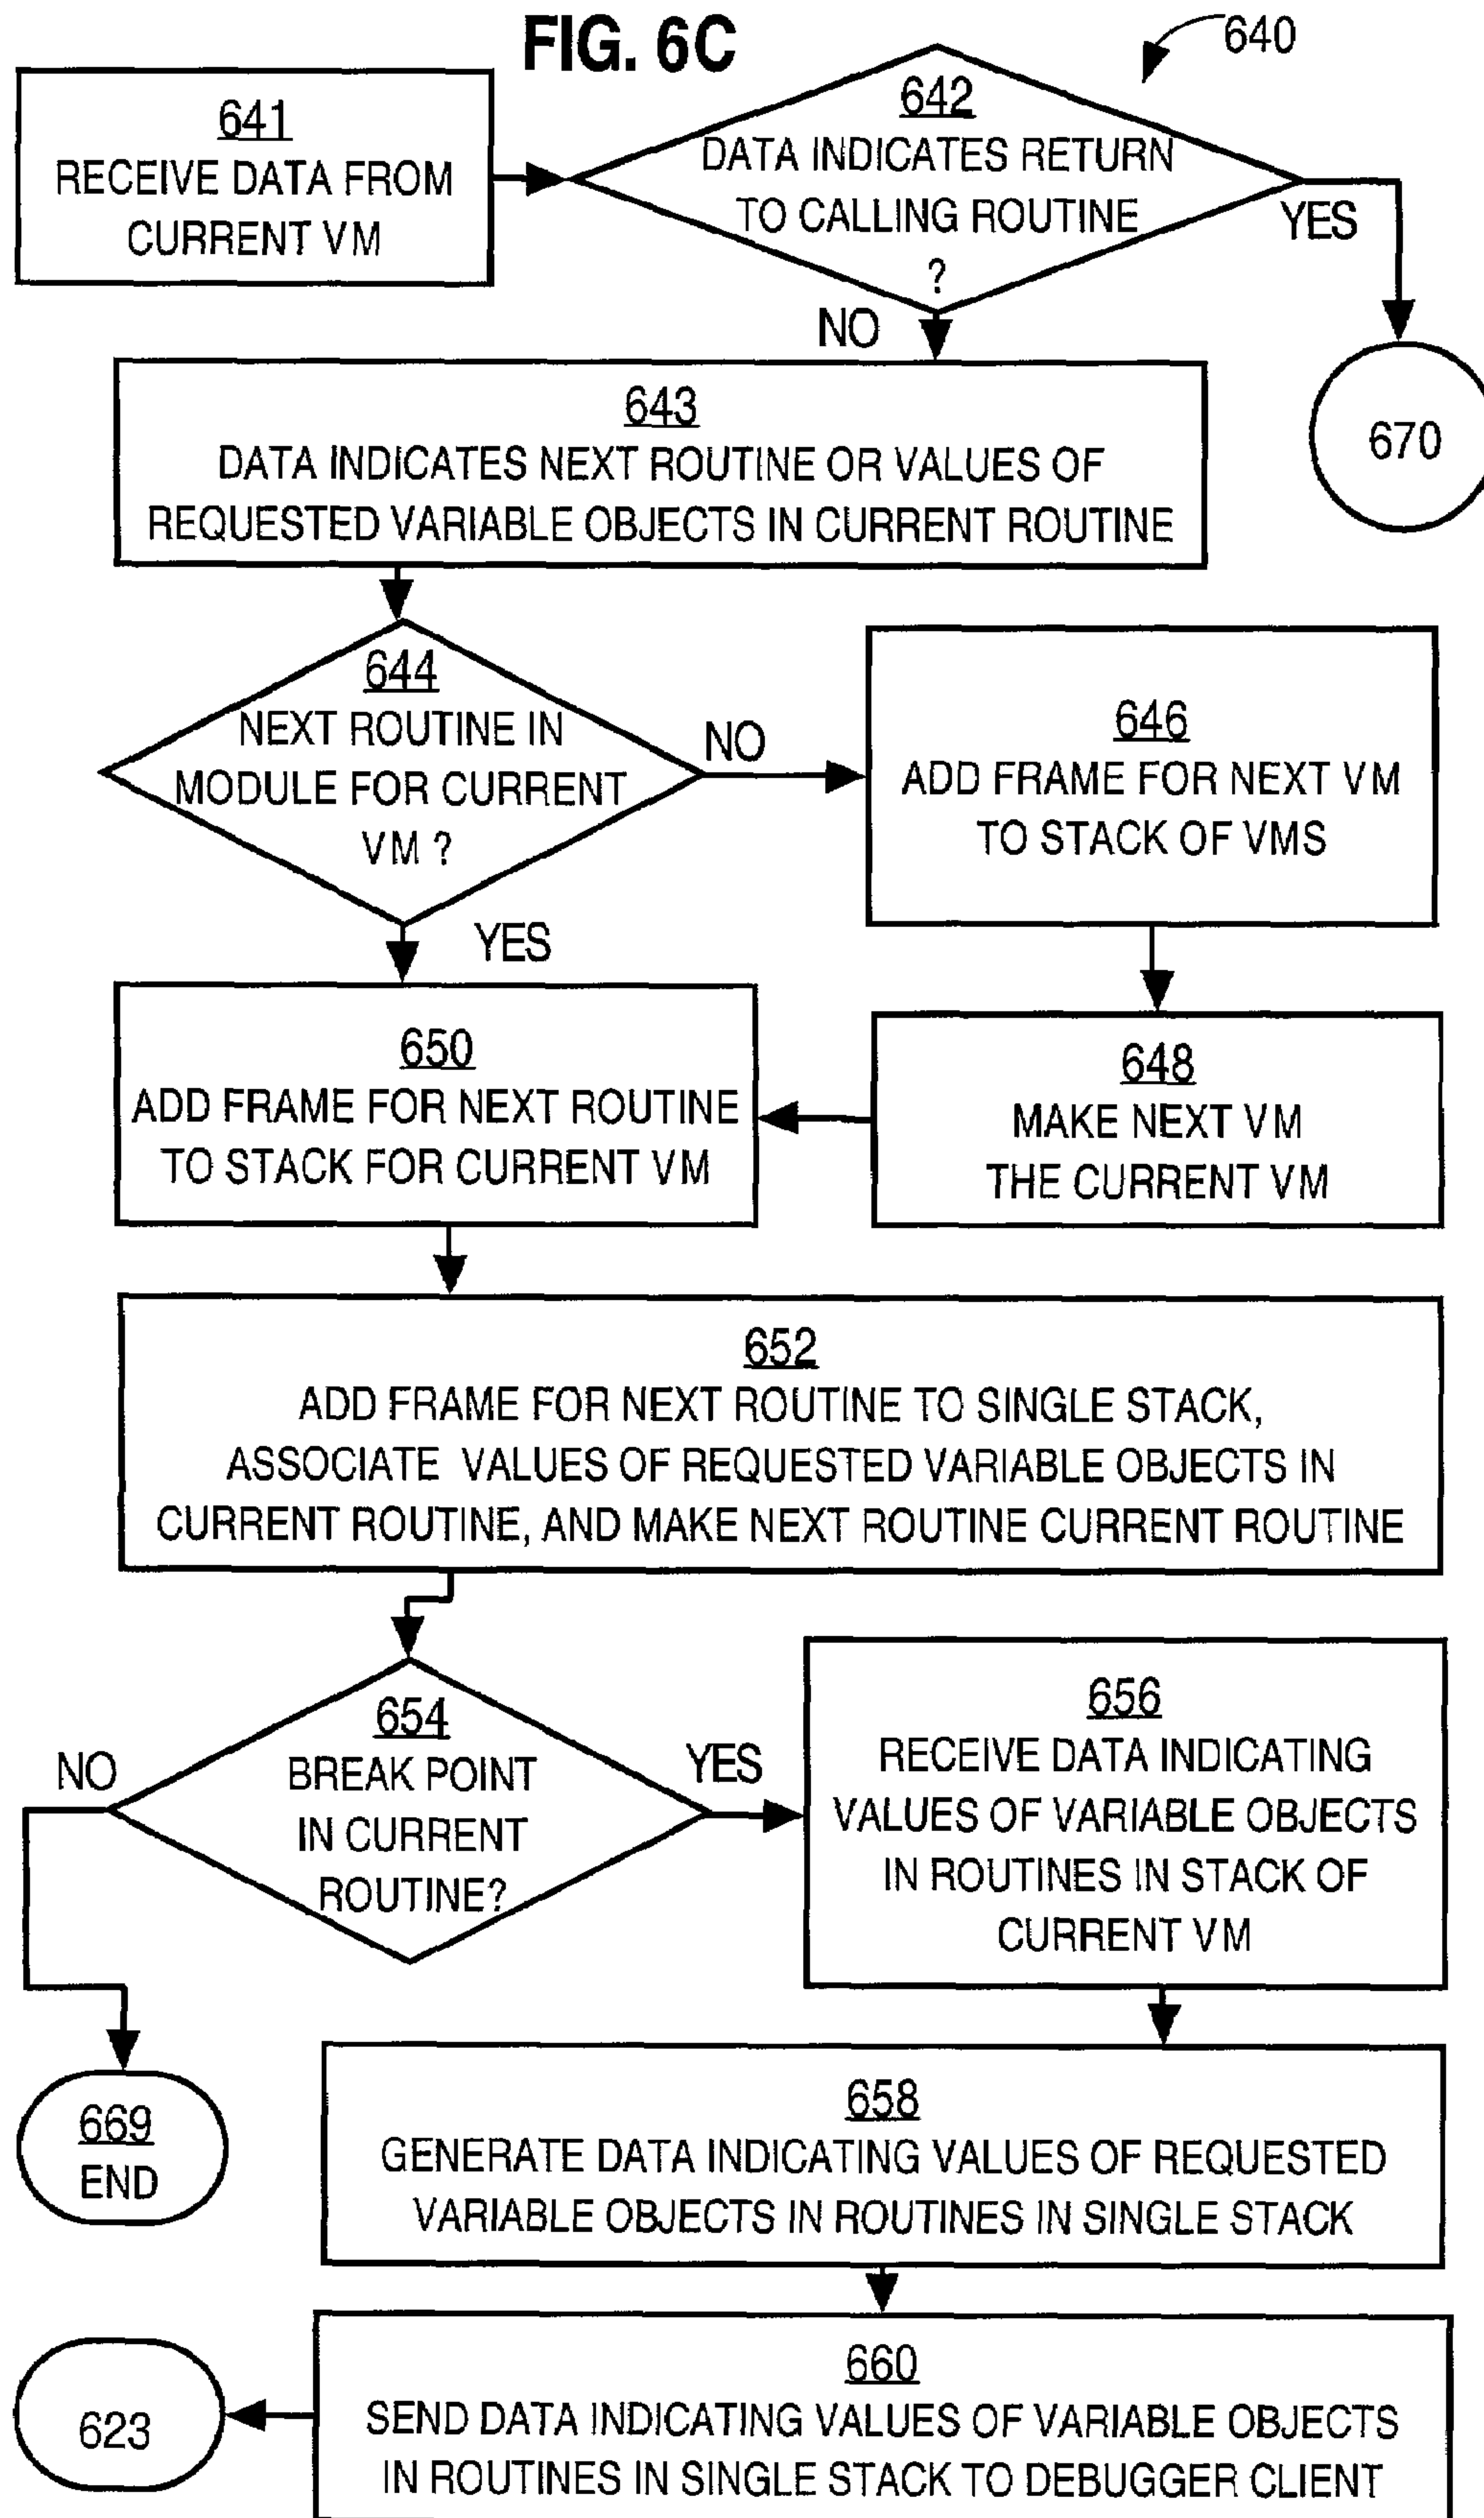 FIG. 6C
640
641
RECEIVE DATA FROM
CURRENT VM
642
DATA INDICATES RETURN
TO CALLING ROUTINE
?
YES
NO
670
643
DATA INDICATES NEXT ROUTINE OR VALUES OF
REQUESTED VARIABLE OBJECTS IN CURRENT ROUTINE
644
NEXT ROUTINE IN
MODULE FOR CURRENT
VM ?
NO
YES
646
ADD FRAME FOR NEXT VM
TO STACK OF VMS
648
MAKE NEXT VM
THE CURRENT VM
650
ADD FRAME FOR NEXT ROUTINE
TO STACK FOR CURRENT VM
652
ADD FRAME FOR NEXT ROUTINE TO SINGLE STACK,
ASSOCIATE VALUES OF REQUESTED VARIABLE OBJECTS IN
CURRENT ROUTINE, AND MAKE NEXT ROUTINE CURRENT ROUTINE
654
BREAK POINT
IN CURRENT
ROUTINE?
NO
YES
656
RECEIVE DATA INDICATING
VALUES OF VARIABLE OBJECTS
IN ROUTINES IN STACK OF
CURRENT VM
669
END
658
GENERATE DATA INDICATING VALUES OF REQUESTED
VARIABLE OBJECTS IN ROUTINES IN SINGLE STACK
660
SEND DATA INDICATING VALUES OF VARIABLE OBJECTS
IN ROUTINES IN SINGLE STACK TO DEBUGGER CLIENT
623